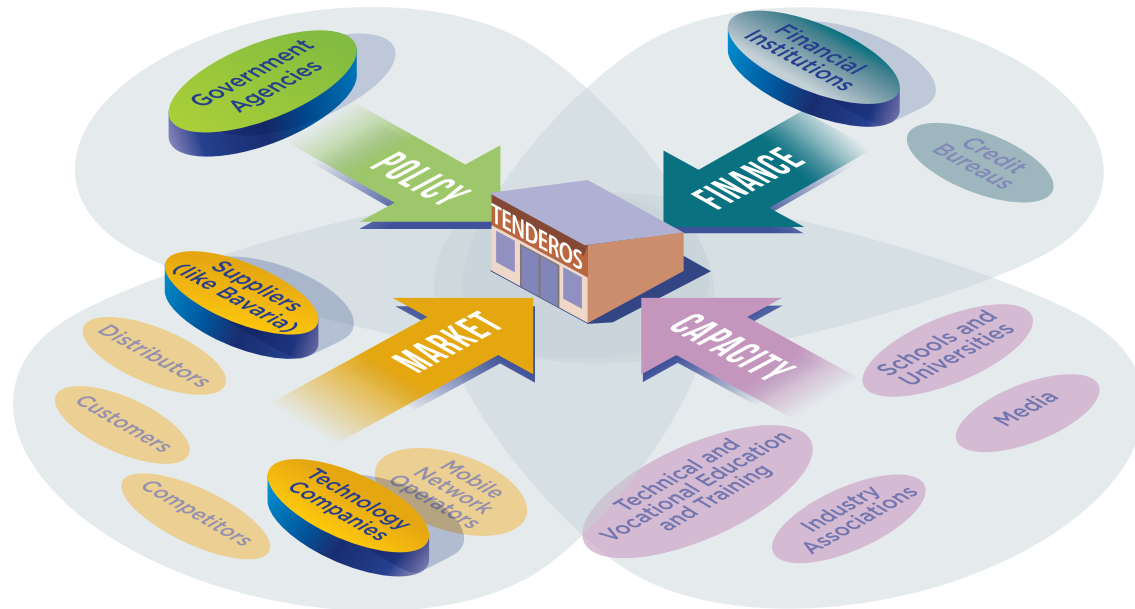 Government
Agencies
POLICY
Financial
Institutions
Credit
Bureaus
FINANCE
TENDEROS
Suppliers
(like Bavaria)
Distributors
Customers
Competitors
Technology
Companies
Mobile
Network
Operators
MARKET
CAPACITY
Schools and
Universities
Media
Technical and
Vocational Education
and Training
Industry
Associations